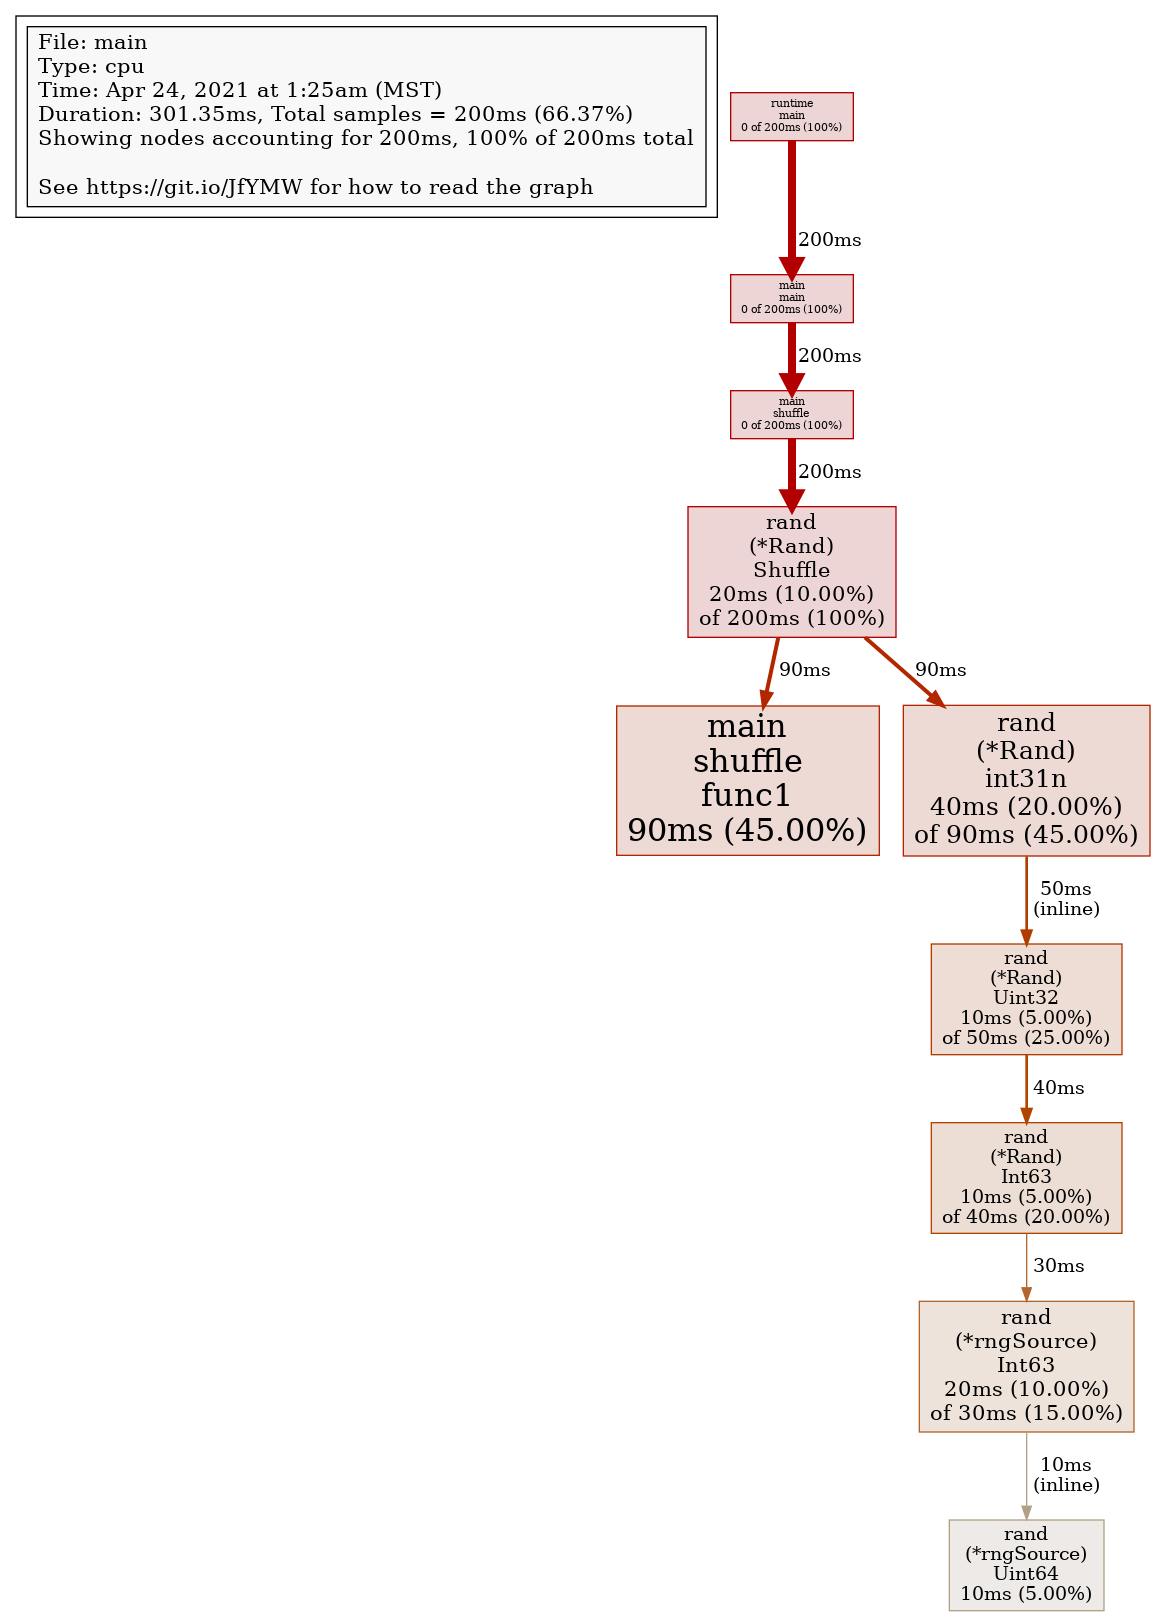 File: main
Type: cpu
Time: Apr 24, 2021 at 1:25am (MST)
Duration: 301.35ms, Total samples = 200ms (66.37%)
Showing nodes accounting for 200ms, 100% of 200ms total
See https://git.io/JfYMW for how to read the graph
runtime
main
0 of 200ms (100%)
200ms
main
main
0 of 200ms (100%)
200ms
main
shuffle
0 of 200ms (100%)
200ms
rand
(*Rand)
Shuffle
20ms (10.00%)
of 200ms (100%)
90ms
90ms
main
shuffle
func1
90ms (45.00%)
rand
(*Rand)
int31n
40ms (20.00%)
of 90ms (45.00%)
50ms
(inline)
rand
(*Rand)
Uint32
10ms (5.00%)
of 50ms (25.00%)
40ms
rand
(*Rand)
Int63
10ms (5.00%)
of 40ms (20.00%)
30ms
rand
(*rngSource)
Int63
20ms (10.00%)
of 30ms (15.00%)
10ms
(inline)
rand
(*rngSource)
Uint64
10ms (5.00%)